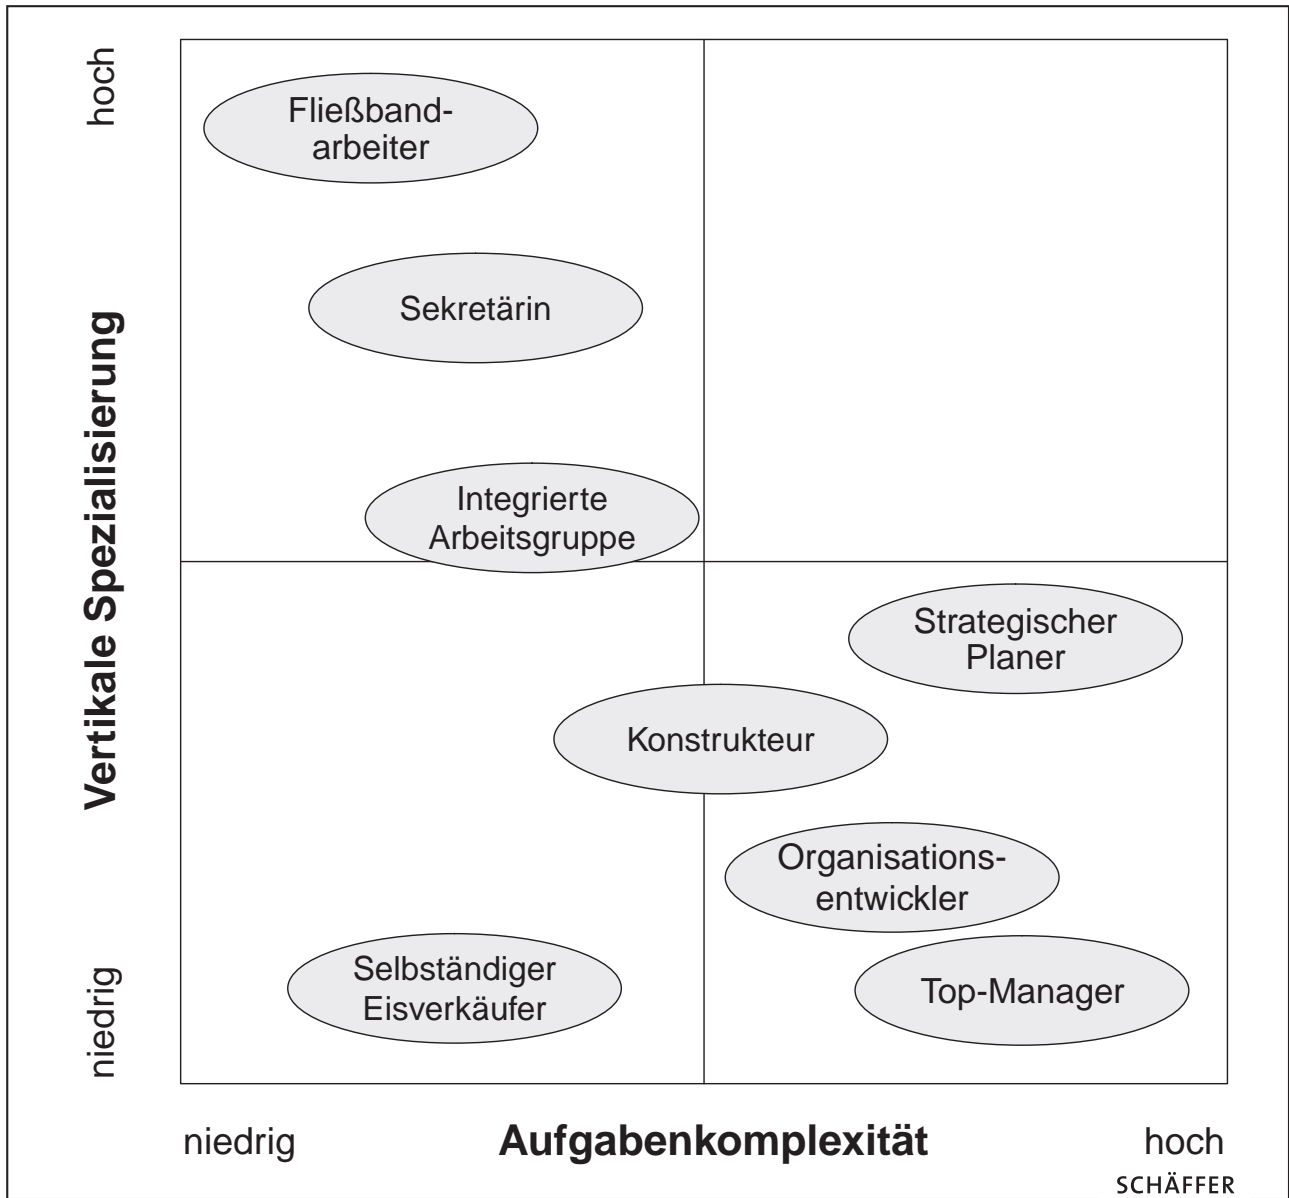 hoch
Fließband-
arbeiter
Sekretärin
Vertikale Spezialisierung
Integrierte
Arbeitsgruppe
Strategischer
Planer
Konstrukteur
Organisations-
entwickler
Selbständiger
Eisverkäufer
Top-Manager
niedrig
niedrig
Aufgabenkomplexität
hoch
SCHÄFFER